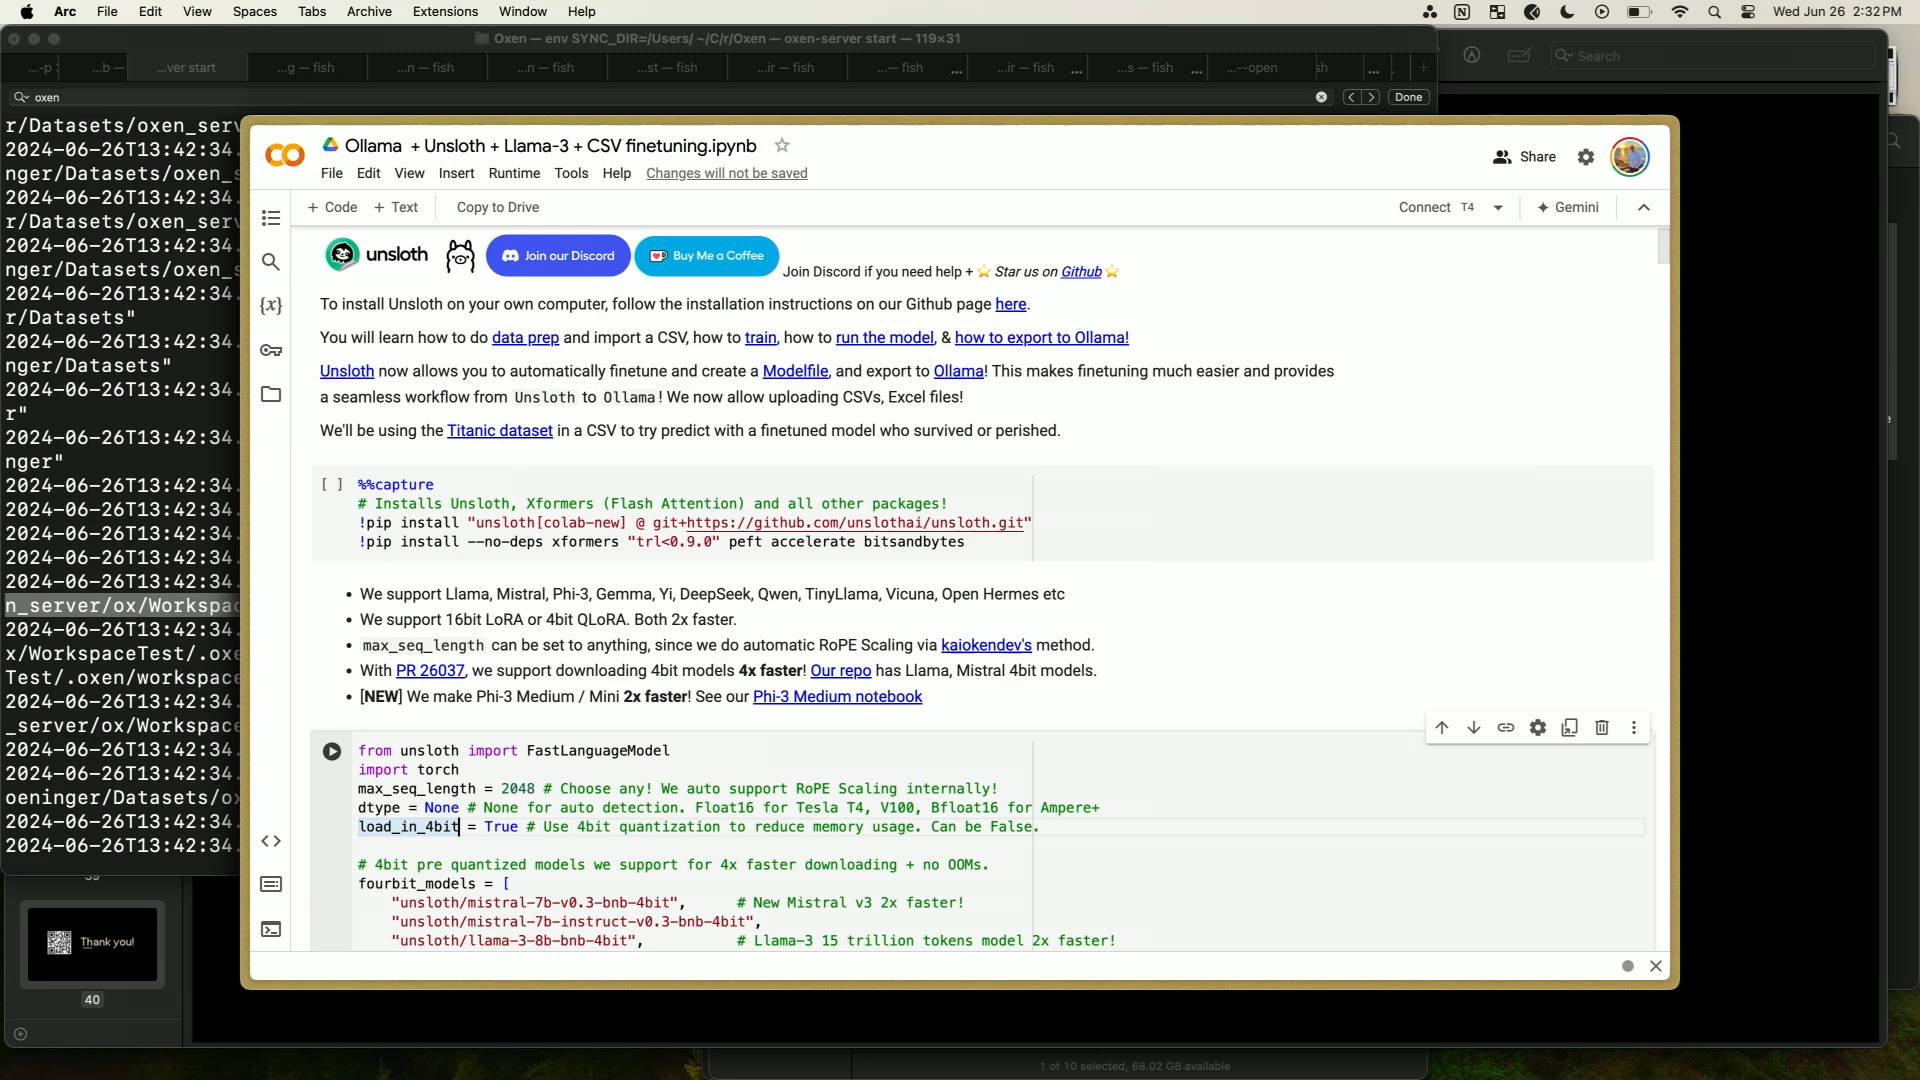 Arc File Edit View Spaces Tabs Archive Extensions Window Help
Wed Jun 26 2:32 PM
Oxen — env SYNC_DIR=/Users/ ~/C/r/Oxen — oxen-server start — 119×31
...b — ...ver start ...g — fish ...n — fish ...n — fish ...st — fish ...ir — fish ...— fish ... ...ir — fish ... ...s — fish ... ...--open sh ...
Search
oxen
Done
r/Datasets/oxen_serv
2024-06-26T13:42:34.
nger/Datasets/oxen_s
2024-06-26T13:42:34.
r/Datasets/oxen_serv
2024-06-26T13:42:34.
nger/Datasets/oxen_s
2024-06-26T13:42:34.
r/Datasets"
2024-06-26T13:42:34.
nger/Datasets"
2024-06-26T13:42:34.
r"
2024-06-26T13:42:34.
nger"
2024-06-26T13:42:34.
2024-06-26T13:42:34.
2024-06-26T13:42:34.
2024-06-26T13:42:34.
2024-06-26T13:42:34.
n_server/ox/Workspac
2024-06-26T13:42:34.
x/WorkspaceTest/.oxe
Test/.oxen/workspace
2024-06-26T13:42:34.
_server/ox/Workspace
2024-06-26T13:42:34.
2024-06-26T13:42:34.
oeninger/Datasets/ox
2024-06-26T13:42:34.
2024-06-26T13:42:34.
Thank you!
40
CO
Ollama + Unsloth + Llama-3 + CSV finetuning.ipynb
Share
File Edit View Insert Runtime Tools Help Changes will not be saved
+ Code + Text Copy to Drive
Connect T4
Gemini
unsloth
Join our Discord
Buy Me a Coffee
Join Discord if you need help + ⭐ Star us on Github ⭐
To install Unsloth on your own computer, follow the installation instructions on our Github page here.
You will learn how to do data prep and import a CSV, how to train, how to run the model, & how to export to Ollama!
Unsloth now allows you to automatically finetune and create a Modelfile, and export to Ollama! This makes finetuning much easier and provides
a seamless workflow from Unsloth to Ollama! We now allow uploading CSVs, Excel files!
We'll be using the Titanic dataset in a CSV to try predict with a finetuned model who survived or perished.
[ ] %%capture
# Installs Unsloth, Xformers (Flash Attention) and all other packages!
!pip install "unsloth[colab-new] @ git+https://github.com/unslothai/unsloth.git"
!pip install --no-deps xformers "trl<0.9.0" peft accelerate bitsandbytes
• We support Llama, Mistral, Phi-3, Gemma, Yi, DeepSeek, Qwen, TinyLlama, Vicuna, Open Hermes etc
• We support 16bit LoRA or 4bit QLoRA. Both 2x faster.
• max_seq_length can be set to anything, since we do automatic RoPE Scaling via kaiokendev's method.
• With PR 26037, we support downloading 4bit models 4x faster! Our repo has Llama, Mistral 4bit models.
• [NEW] We make Phi-3 Medium / Mini 2x faster! See our Phi-3 Medium notebook
from unsloth import FastLanguageModel
import torch
max_seq_length = 2048 # Choose any! We auto support RoPE Scaling internally!
dtype = None # None for auto detection. Float16 for Tesla T4, V100, Bfloat16 for Ampere+
load_in_4bit = True # Use 4bit quantization to reduce memory usage. Can be False.
# 4bit pre quantized models we support for 4x faster downloading + no OOMs.
fourbit_models = [
"unsloth/mistral-7b-v0.3-bnb-4bit", # New Mistral v3 2x faster!
"unsloth/mistral-7b-instruct-v0.3-bnb-4bit",
"unsloth/llama-3-8b-bnb-4bit", # Llama-3 15 trillion tokens model 2x faster!
1 of 10 selected, 68.02 GB available